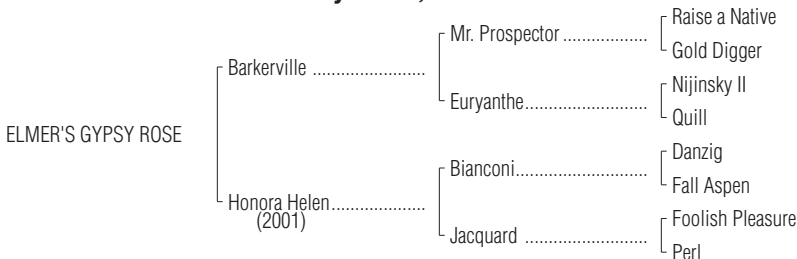 Raise a Native
Mr. Prospector ....................
Gold Digger
Barkerville ..........................
Nijinsky II
Euryanthe.............................
Quill
ELMER'S GYPSY ROSE
Danzig
Bianconi...............................
Fall Aspen
Honora Helen......................
(2001)
Foolish Pleasure
Jacquard .............................
Perl